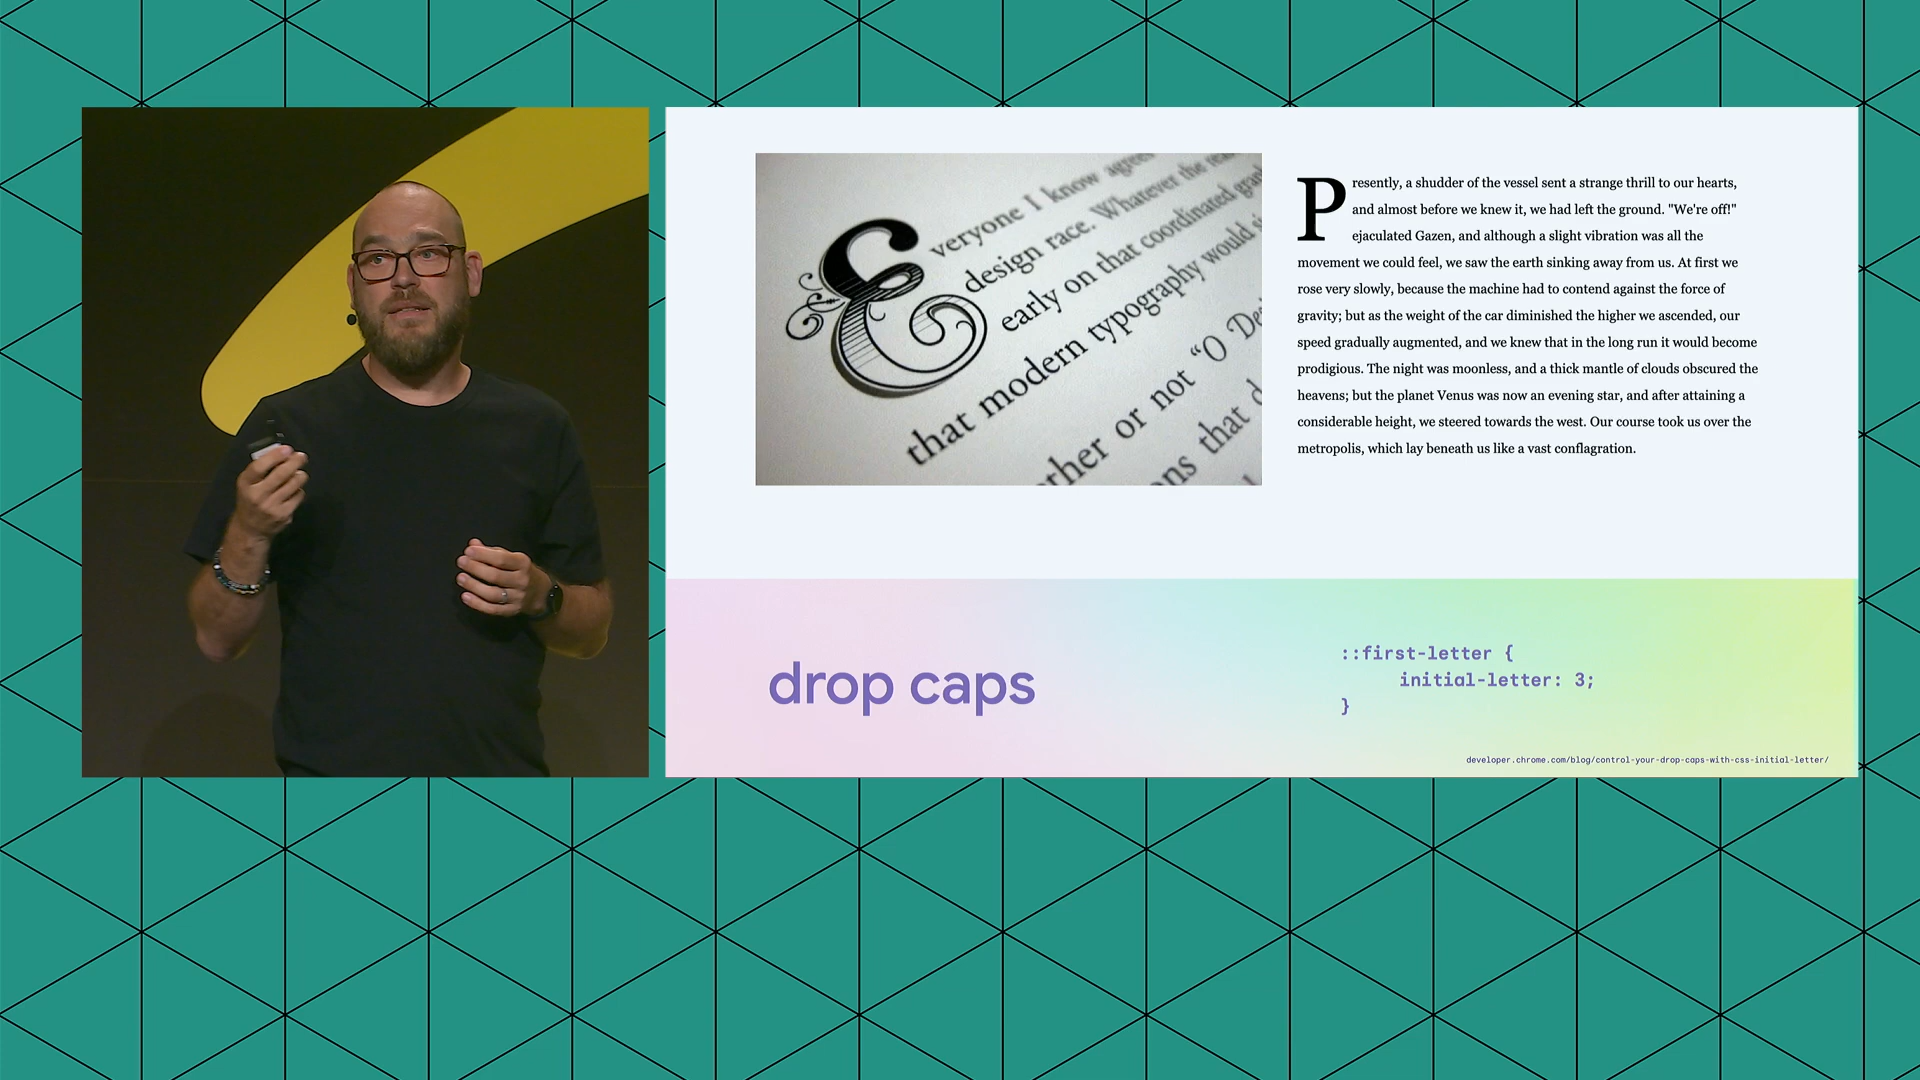 Everyone I know agrees
design race. Whatever the
early on that coordinated
that modern typography would
ther or not “O
ons that
Presently, a shudder of the vessel sent a strange thrill to our hearts,
and almost before we knew it, we had left the ground. "We're off!"
ejaculated Gazen, and although a slight vibration was all the
movement we could feel, we saw the earth sinking away from us. At first we
rose very slowly, because the machine had to contend against the force of
gravity; but as the weight of the car diminished the higher we ascended, our
speed gradually augmented, and we knew that in the long run it would become
prodigious. The night was moonless, and a thick mantle of clouds obscured the
heavens; but the planet Venus was now an evening star, and after attaining a
considerable height, we steered towards the west. Our course took us over the
metropolis, which lay beneath us like a vast conflagration.
drop caps
::first-letter {
initial-letter: 3;
}
developer.chrome.com/blog/control-your-drop-caps-with-css-initial-letter/